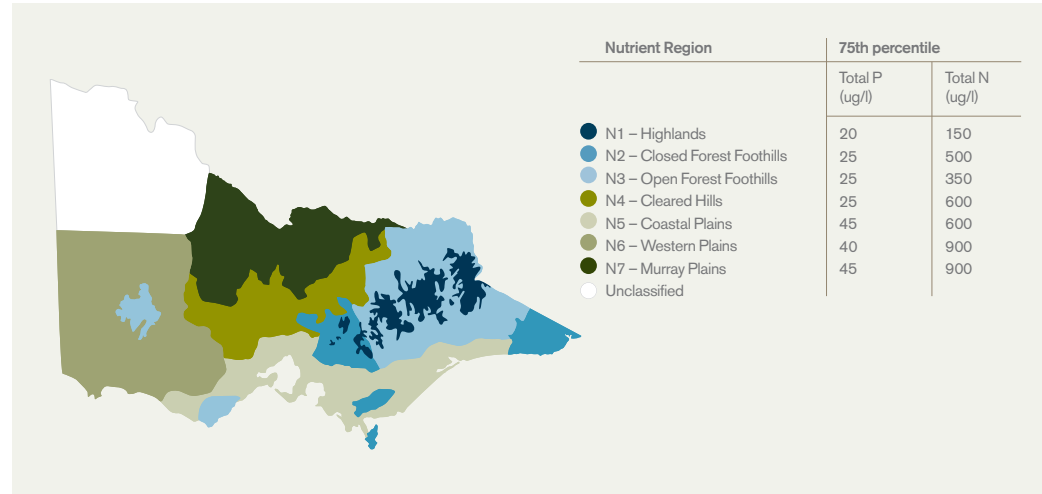 Nutrient Region 75th percentile
Total P Total N
(ug/l) (ug/l)
N1 – Highlands 20 150
N2 – Closed Forest Foothills 25 500
N3 – Open Forest Foothills 25 350
N4 – Cleared Hills 25 600
N5 – Coastal Plains 45 600
N6 – Western Plains 40 900
N7 – Murray Plains 45 900
Unclassified